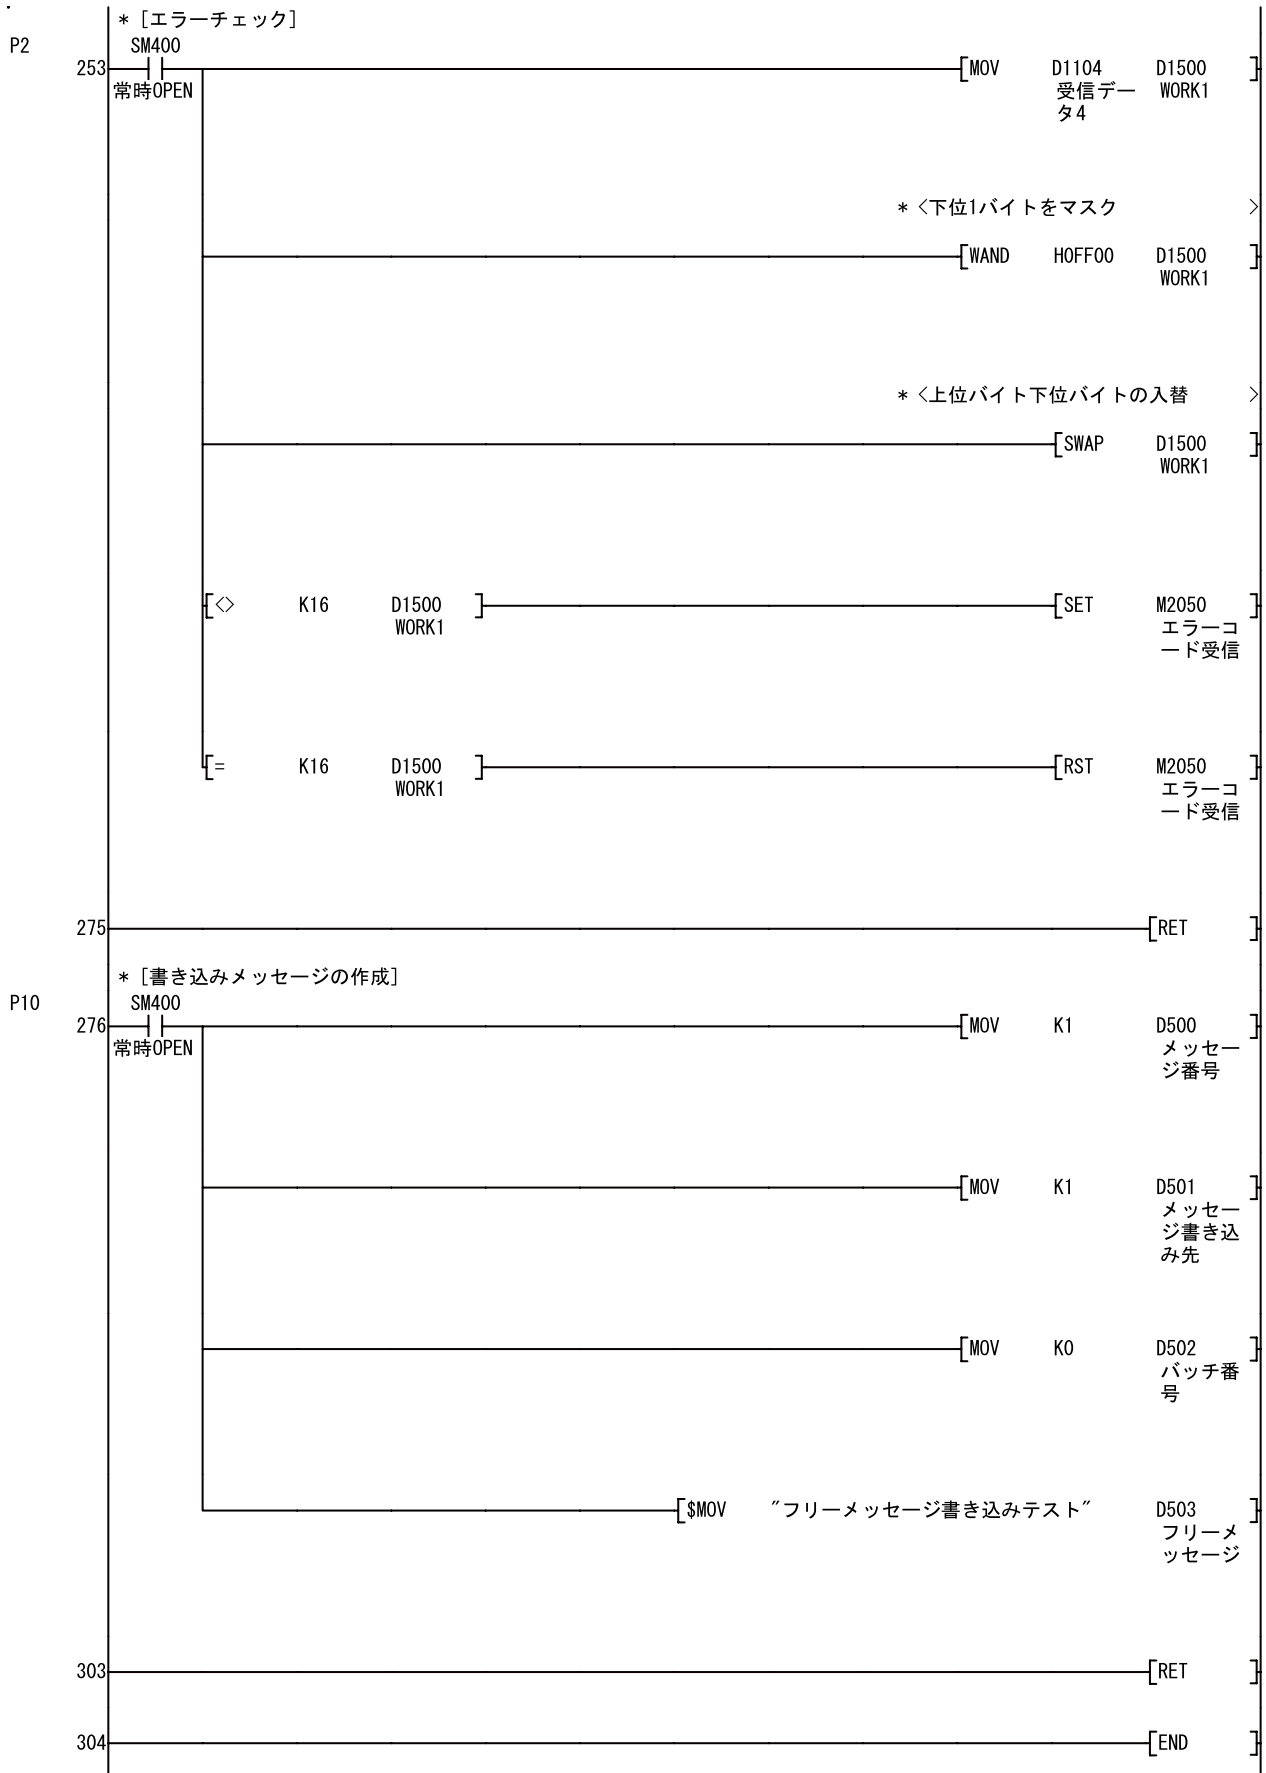 * [エラーチェック]
P2 SM400
253 [MOV D1104 D1500 ]
常時OPEN 受信デー WORK1
タ4
* <下位1バイトをマスク >
[WAND H0FF00 D1500 ]
WORK1
* <上位バイト下位バイトの入替 >
[SWAP D1500 ]
WORK1
[<> K16 D1500 ] [SET M2050 ]
WORK1 エラーコ
ード受信
[= K16 D1500 ] [RST M2050 ]
WORK1 エラーコ
ード受信
275 [RET ]
* [書き込みメッセージの作成]
P10 SM400
276 [MOV K1 D500 ]
常時OPEN メッセー
ジ番号
[MOV K1 D501 ]
メッセー
ジ書き込
み先
[MOV K0 D502 ]
バッチ番
号
[$MOV "フリーメッセージ書き込みテスト" D503 ]
フリーメ
ッセージ
303 [RET ]
304 [END ]